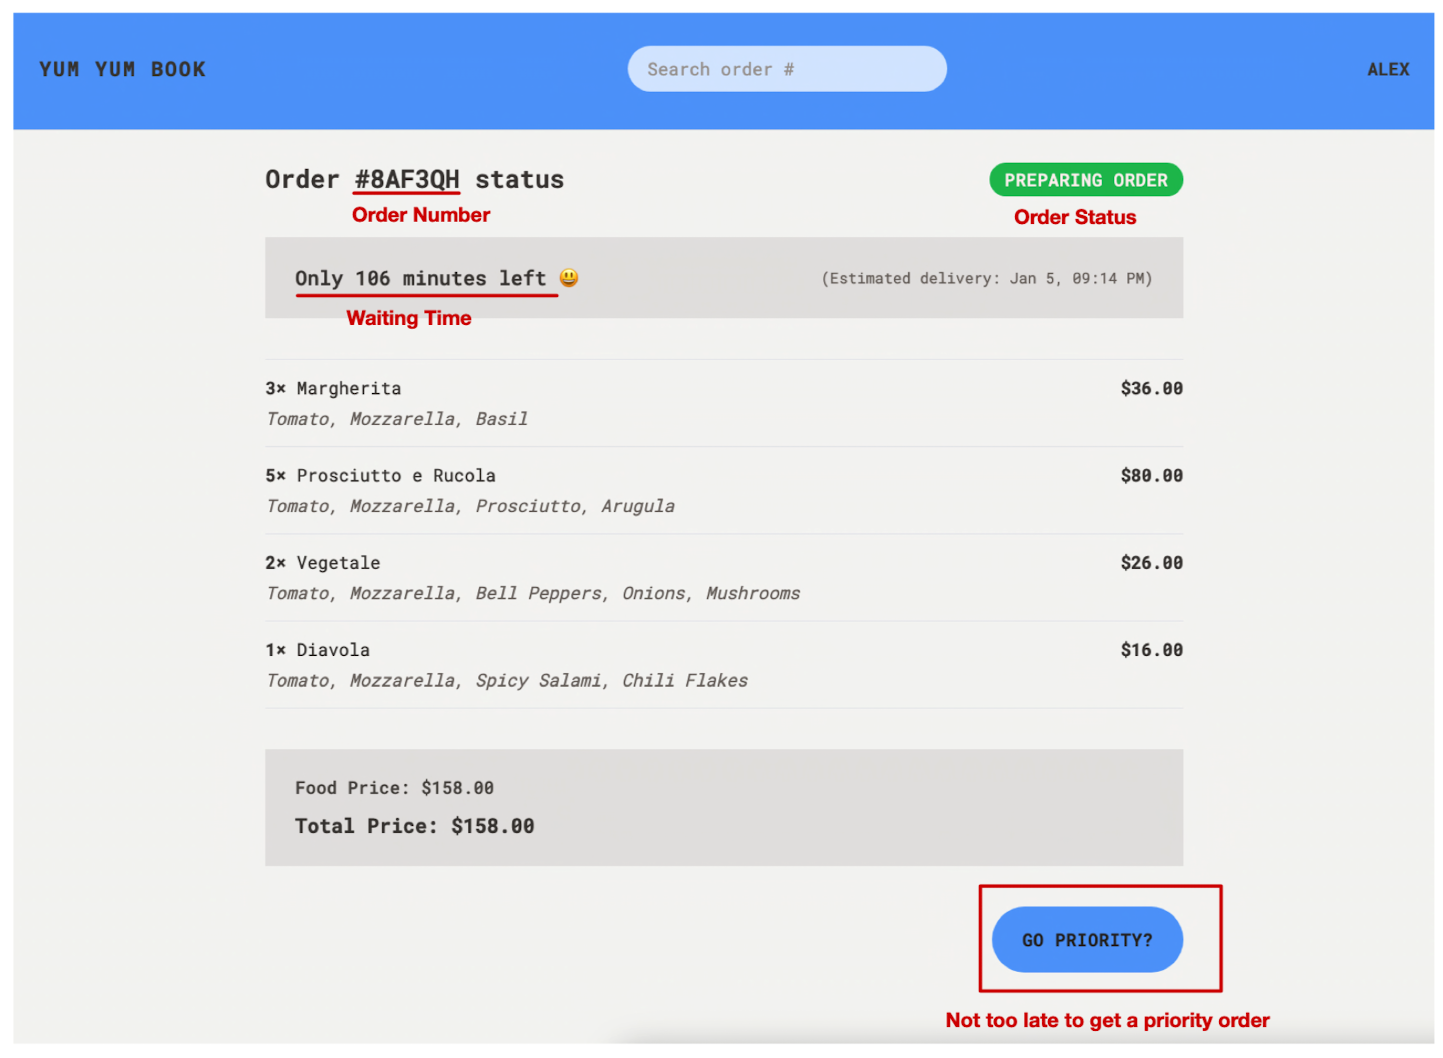 YUM YUM BOOK
Search order #
ALEX
Order #8AF3QH status
PREPARING ORDER
Order Number
Order Status
Only 106 minutes left 😃
(Estimated delivery: Jan 5, 09:14 PM)
Waiting Time
3× Margherita
$36.00
Tomato, Mozzarella, Basil
5× Prosciutto e Rucola
$80.00
Tomato, Mozzarella, Prosciutto, Arugula
2× Vegetale
$26.00
Tomato, Mozzarella, Bell Peppers, Onions, Mushrooms
1× Diavola
$16.00
Tomato, Mozzarella, Spicy Salami, Chili Flakes
Food Price: $158.00
Total Price: $158.00
GO PRIORITY?
Not too late to get a priority order